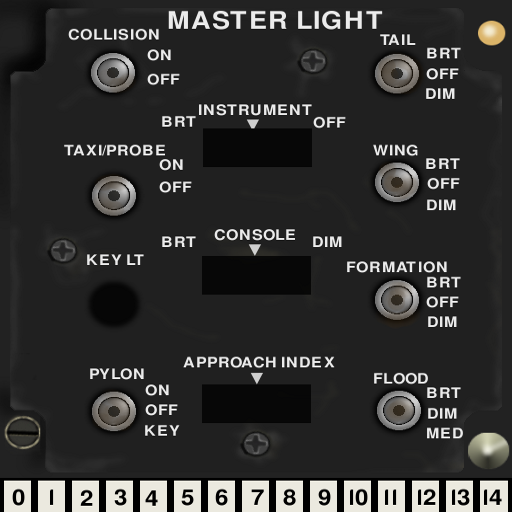 MASTER LIGHT
COLLISION
ON
OFF
TAIL
BRT
OFF
DIM
INSTRUMENT
BRT
OFF
TAXI/PROBE
ON
OFF
WING
BRT
OFF
DIM
CONSOLE
BRT
DIM
KEY LT
FORMATION
BRT
OFF
DIM
APPROACH INDEX
PYLON
ON
OFF
KEY
FLOOD
BRT
DIM
MED
0 1 2 3 4 5 6 7 8 9 10 11 12 13 14